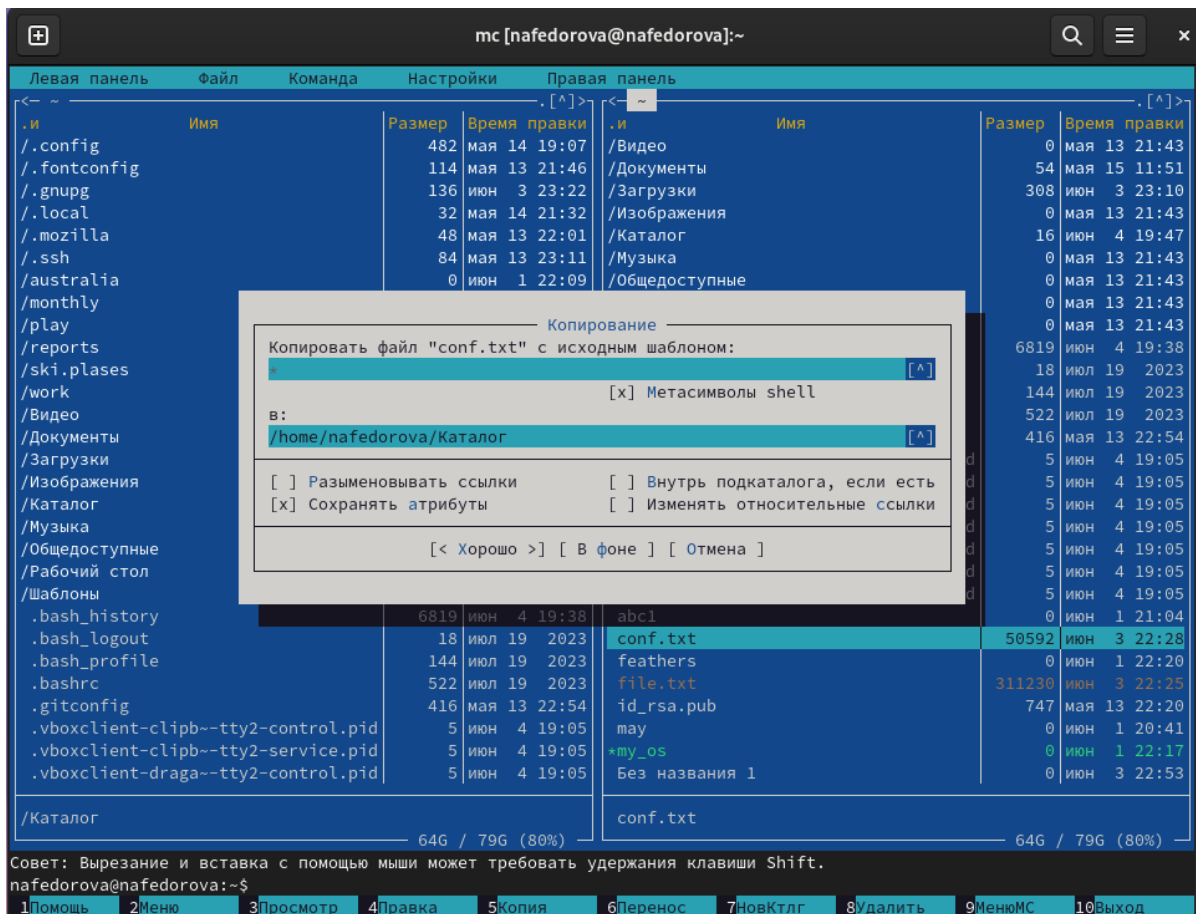 mc [nafedorova@nafedorova]:~
Левая панель Файл Команда Настройки Правая панель
<— ~ .[^]> <— ~ .[^]>
.и Имя Размер Время правки .и Имя Размер Время правки
/.config 482 мая 14 19:07 /Видео 0 мая 13 21:43
/.fontconfig 114 мая 13 21:46 /Документы 54 мая 15 11:51
/.gnupg 136 июн 3 23:22 /Загрузки 308 июн 3 23:10
/.local 32 мая 14 21:32 /Изображения 0 мая 13 21:43
/.mozilla 48 мая 13 22:01 /Каталог 16 июн 4 19:47
/.ssh 84 мая 13 23:11 /Музыка 0 мая 13 21:43
/australia 0 июн 1 22:09 /Общедоступные 0 мая 13 21:43
/monthly 0 мая 13 21:43
/play Копирование 0 мая 13 21:43
/reports Копировать файл "conf.txt" с исходным шаблоном: 6819 июн 4 19:38
/ski.plases * [^] 18 июл 19 2023
/work [x] Метасимволы shell 144 июл 19 2023
/Видео в: 522 июл 19 2023
/Документы /home/nafedorova/Каталог [^] 416 мая 13 22:54
/Загрузки d 5 июн 4 19:05
/Изображения [ ] Разыменовывать ссылки [ ] Внутрь подкаталога, если есть d 5 июн 4 19:05
/Каталог [x] Сохранять атрибуты [ ] Изменять относительные ссылки d 5 июн 4 19:05
/Музыка d 5 июн 4 19:05
/Общедоступные [< Хорошо >] [ В фоне ] [ Отмена ] d 5 июн 4 19:05
/Рабочий стол d 5 июн 4 19:05
/Шаблоны d 5 июн 4 19:05
.bash_history 6819 июн 4 19:38 abc1 0 июн 1 21:04
.bash_logout 18 июл 19 2023 conf.txt 50592 июн 3 22:28
.bash_profile 144 июл 19 2023 feathers 0 июн 1 22:20
.bashrc 522 июл 19 2023 file.txt 311230 июн 3 22:25
.gitconfig 416 мая 13 22:54 id_rsa.pub 747 мая 13 22:20
.vboxclient-clipb~-tty2-control.pid 5 июн 4 19:05 may 0 июн 1 20:41
.vboxclient-clipb~-tty2-service.pid 5 июн 4 19:05 *my_os 0 июн 1 22:17
.vboxclient-draga~-tty2-control.pid 5 июн 4 19:05 Без названия 1 0 июн 3 22:53
/Каталог conf.txt
64G / 79G (80%) 64G / 79G (80%)
Совет: Вырезание и вставка с помощью мыши может требовать удержания клавиши Shift.
nafedorova@nafedorova:~$
1Помощь 2Меню 3Просмотр 4Правка 5Копия 6Перенос 7НовКтлг 8Удалить 9МенюMC 10Выход